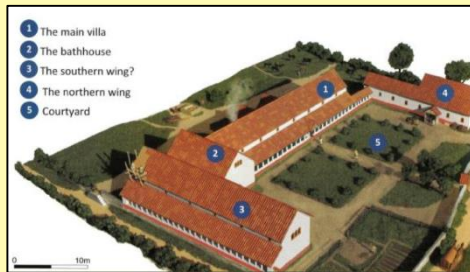 1 The main villa
2 The bathhouse
3 The southern wing?
4 The northern wing
5 Courtyard
1
4
2
5
3
0 10m